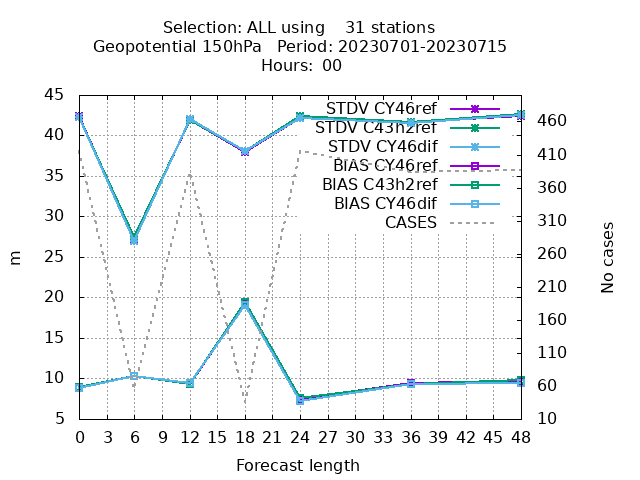 Selection: ALL using 31 stations
Geopotential 150hPa Period: 20230701-20230715
Hours: 00
45
40
35
30
25
20
15
10
5
m
460
410
360
310
260
210
160
110
60
10
No cases
STDV CY46ref
STDV C43h2ref
STDV CY46dif
BIAS CY46ref
BIAS C43h2ref
BIAS CY46dif
CASES
0 3 6 9 12 15 18 21 24 27 30 33 36 39 42 45 48
Forecast length